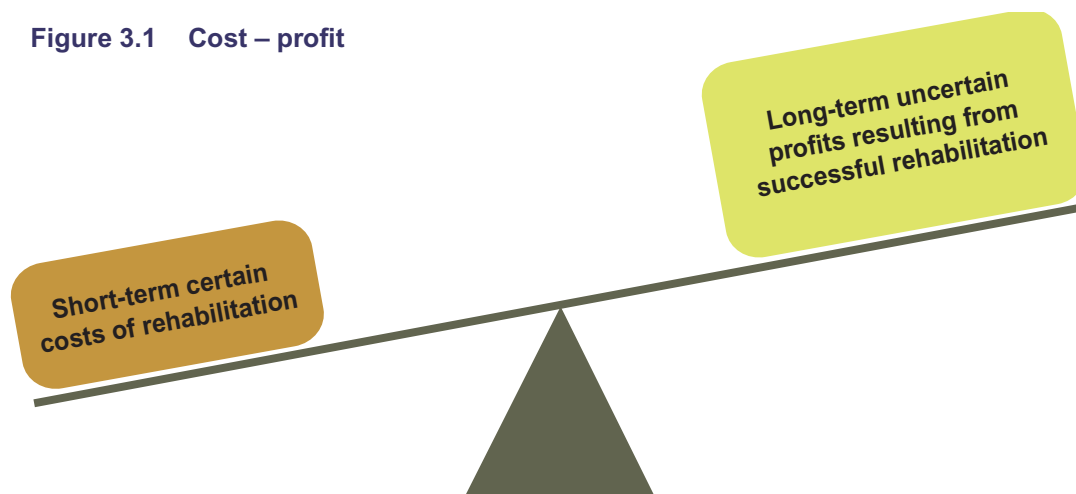 Figure 3.1 Cost – profit
Long-term uncertain
profits resulting from
successful rehabilitation
Short-term certain
costs of rehabilitation